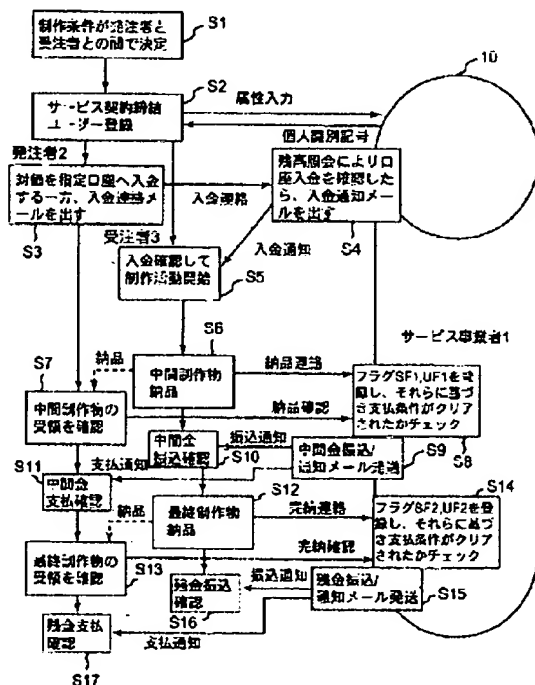 制作条件が発注者と
受注者との間で決定
S1
10
S2
サービス契約締結
ユーザー登録
属性入力
個人識別記号
発注者2
対価を指定口座へ入金
する一方、入金連絡メ
ールを出す
S3
入金連絡
残高照会により口
座入金を確認した
ら、入金通知メー
ルを出す
S4
受注者3
入金通知
入金確認して
制作活動開始
S5
S6
サービス事業者1
S7
納品
中間制作物
納品
納品連絡
フラグSF1,UF1を登
録し、それらに基づ
き支払条件がクリア
されたかチェック
S8
中間制作物の
受領を確認
納品確認
中間金
振込確認
S10
振込通知
中間金振込/
通知メール発送
S9
S11
支払通知
中間金
支払確認
S12
S14
納品
最終制作物
納品
完納連絡
フラグSF2,UF2を登
録し、それらに基づ
き支払条件がクリア
されたかチェック
最終制作物の
受領を確認
S13
完納確認
残金振込
確認
S16
振込通知
残金振込/
通知メール発送
S15
残金支払
確認
S17
支払通知